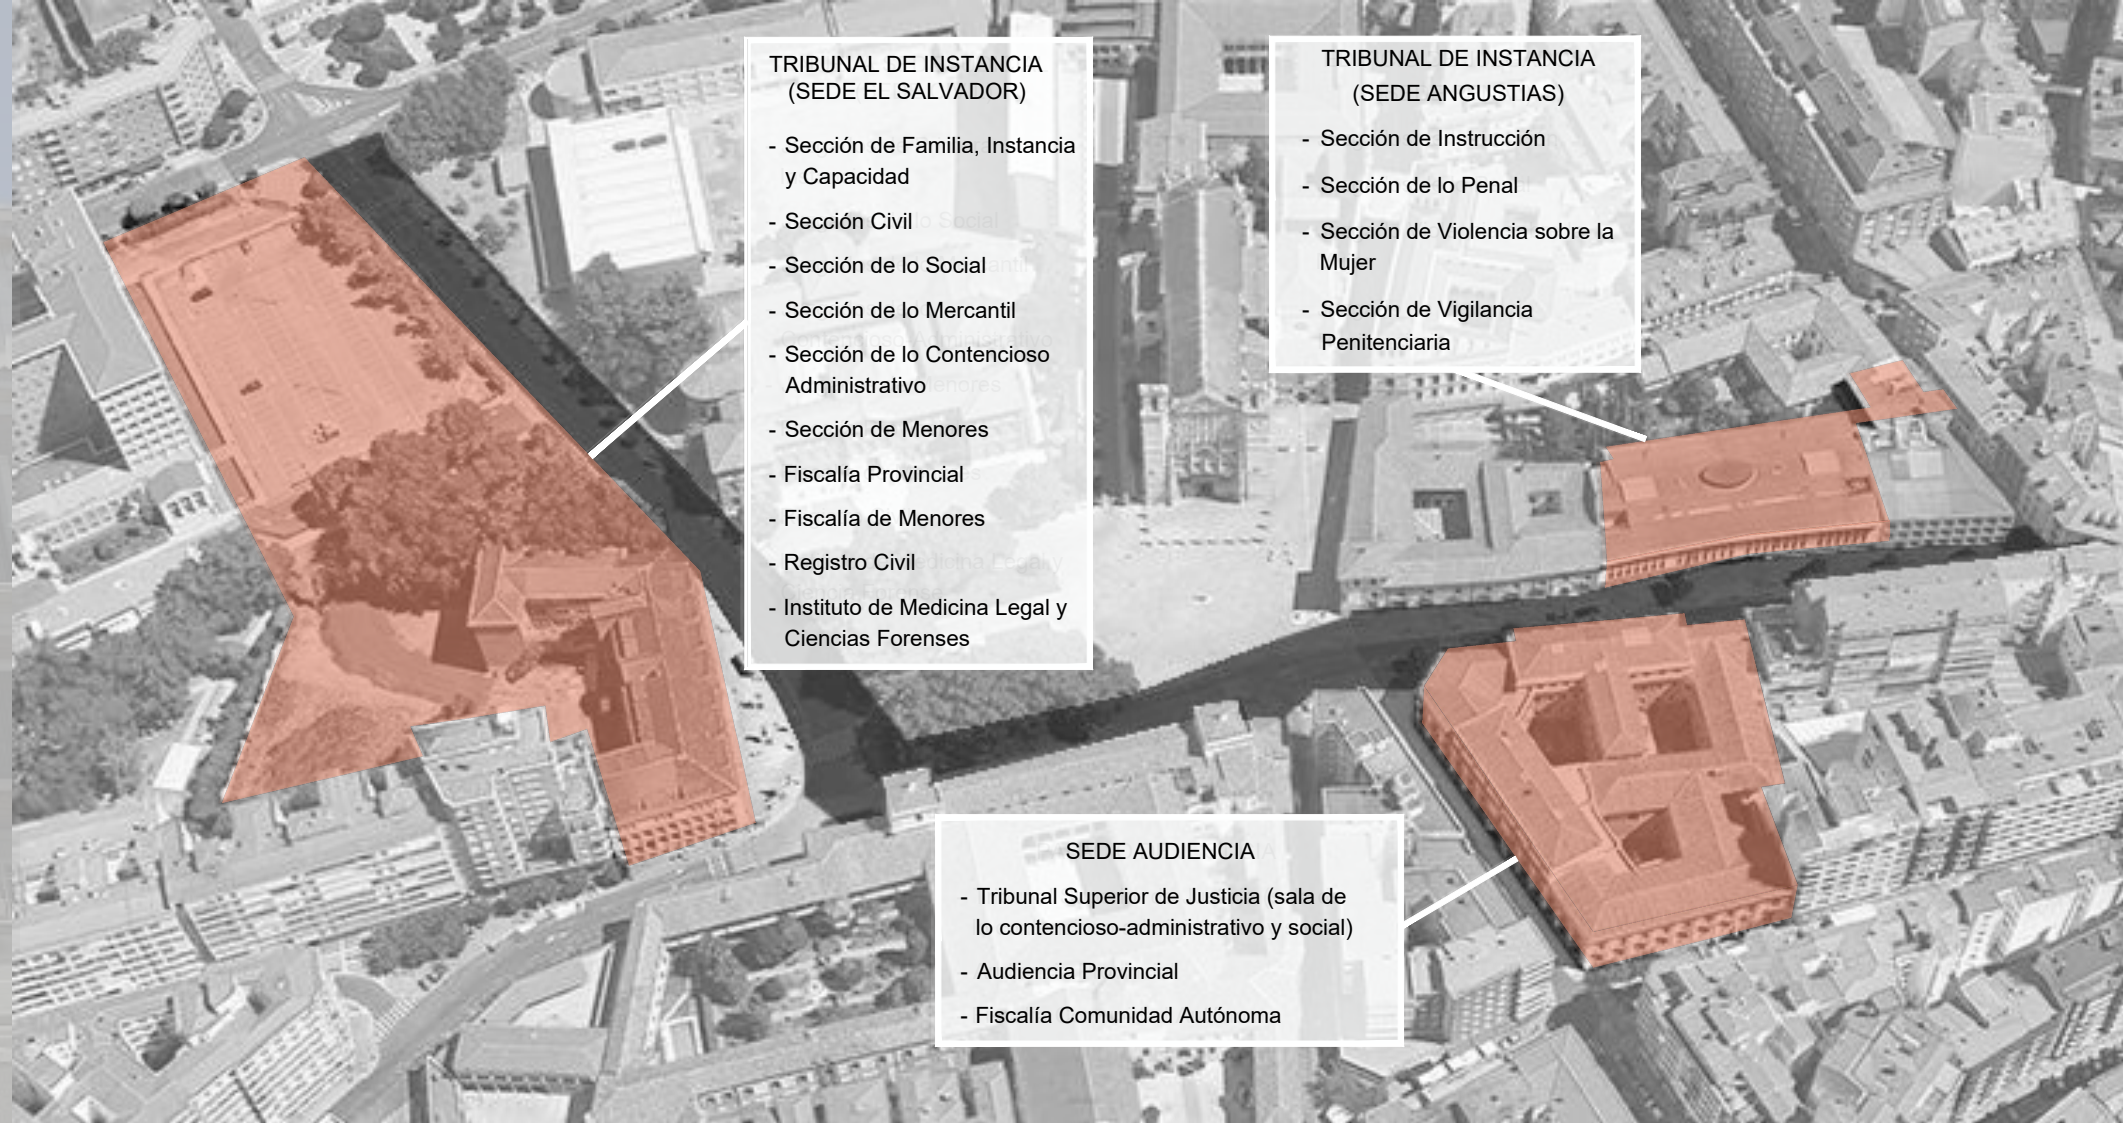 TRIBUNAL DE INSTANCIA
(SEDE EL SALVADOR)
- Sección de Familia, Instancia
y Capacidad
- Sección Civil
- Sección de lo Social
- Sección de lo Mercantil
- Sección de lo Contencioso
Administrativo
- Sección de Menores
- Fiscalía Provincial
- Fiscalía de Menores
- Registro Civil
- Instituto de Medicina Legal y
Ciencias Forenses
TRIBUNAL DE INSTANCIA
(SEDE ANGUSTIAS)
- Sección de Instrucción
- Sección de lo Penal
- Sección de Violencia sobre la
Mujer
- Sección de Vigilancia
Penitenciaria
SEDE AUDIENCIA
- Tribunal Superior de Justicia (sala de
lo contencioso-administrativo y social)
- Audiencia Provincial
- Fiscalía Comunidad Autónoma